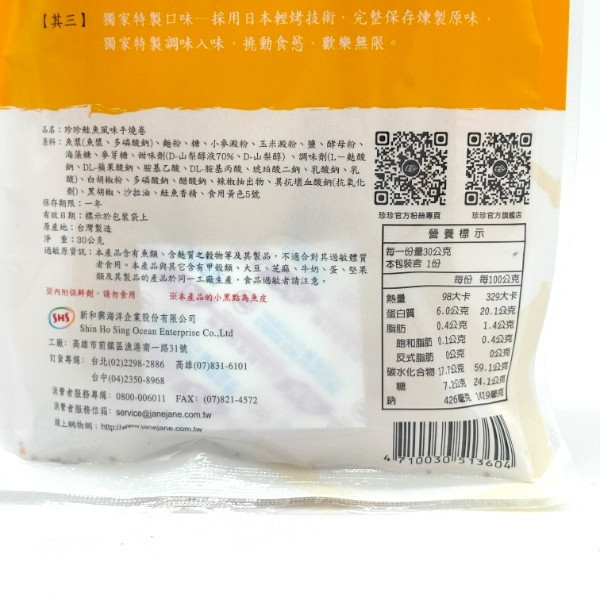 【其三】 獨家特製口味—採用日本輕烤技術，完整保存燻製原味，
獨家特製調味入味，挑動食慾、歡樂無限。
品名：珍珍鮭魚風味手燒卷
原料：魚漿(魚漿、多磷酸鈉)、麵粉、糖、小麥澱粉、玉米澱粉、鹽、酵母粉、
海藻糖、麥芽糖、甜味劑(D-山梨醇液70%、D-山梨醇)、調味劑(L－麩酸
鈉、DL-蘋果酸鈉、胺基乙酸、DL-胺基丙酸、琥珀酸二鈉、乳酸鈉、乳
酸)、白胡椒粉、多磷酸鈉、醋酸鈉、辣椒抽出物、異抗壞血酸鈉(抗氧化
劑)、黑胡椒、沙拉油、鮭魚香精、食用黃色5號
保存期限：一年
有效日期：標示於包裝袋上
原產地：台灣製造
淨 重：30公克
過敏原資訊：本產品含有魚類、含麩質之穀物等及其製品，不適合對其過敏體質
者食用。本產品與其它含有甲殼類、大豆、芝麻、牛奶、蛋、堅果
類及其製品的產品於同一工廠生產，食品過敏者請注意。
※內附保鮮劑，請勿食用 ※本產品的小黑點為魚皮
SHS 新和興海洋企業股份有限公司
Shin Ho Sing Ocean Enterprise Co.,Ltd
工廠：高雄市前鎮區漁港南一路31號
訂貨專線：台北(02)2298-2886 高雄(07)831-6101
台中(04)2350-8968
消費者服務專線：0800-006011 FAX：(07)821-4572
消費者服務信箱：service@janejane.com.tw
線上購物網：http://www.janejane.com.tw
珍珍官方粉絲專頁 珍珍官方旗艦店
營養標示
每一份量30公克
本包裝含 1份
每份 每100公克
熱量 98大卡 329大卡
蛋白質 6.0公克 20.1公克
脂肪 0.4公克 1.4公克
飽和脂肪 0.1公克 0.4公克
反式脂肪 0公克 0公克
碳水化合物 17.7公克 59.1公克
糖 7.2公克 24.1公克
鈉 426毫克 1419毫克
4 710030 513604